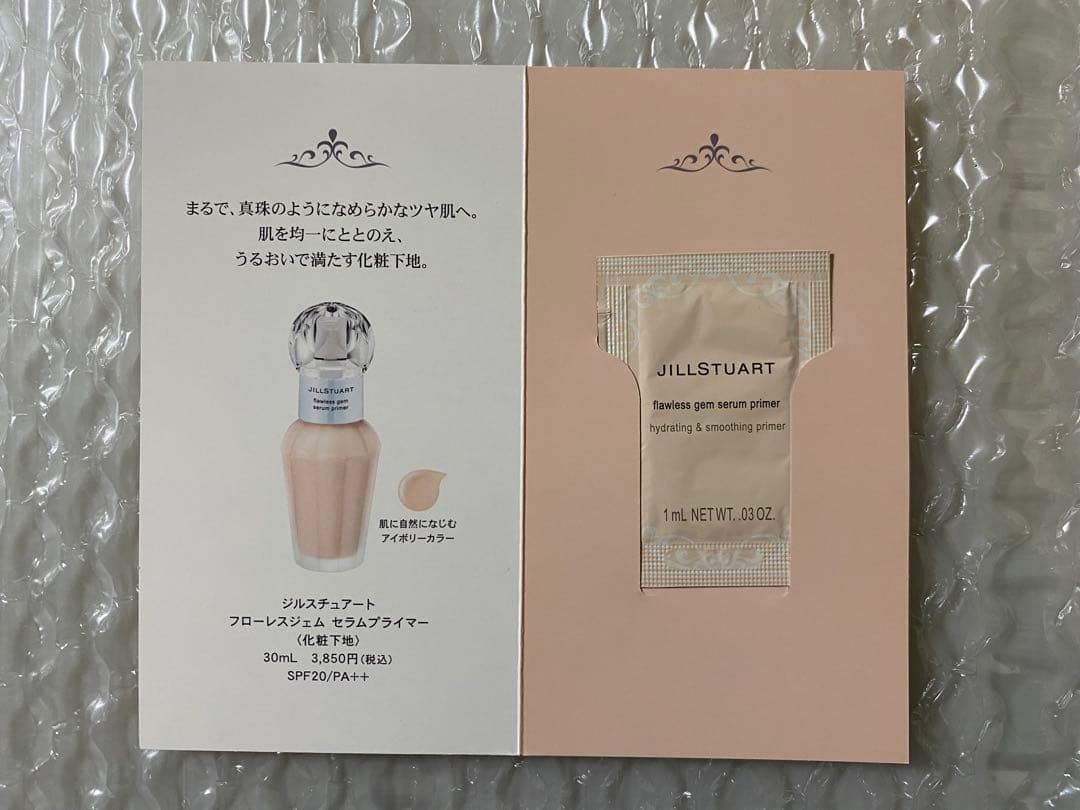 まるで、真珠のようになめらかなツヤ肌へ。
肌を均一にととのえ、
うるおいで満たす化粧下地。
JILLSTUART
flawless gem
serum primer
肌に自然になじむ
アイボリーカラー
ジルスチュアート
フローレスジェム セラムプライマー
〈化粧下地〉
30mL 3,850円(税込)
SPF20/PA++
JILLSTUART
flawless gem serum primer
hydrating & smoothing primer
1 mL NET WT. .03 OZ.